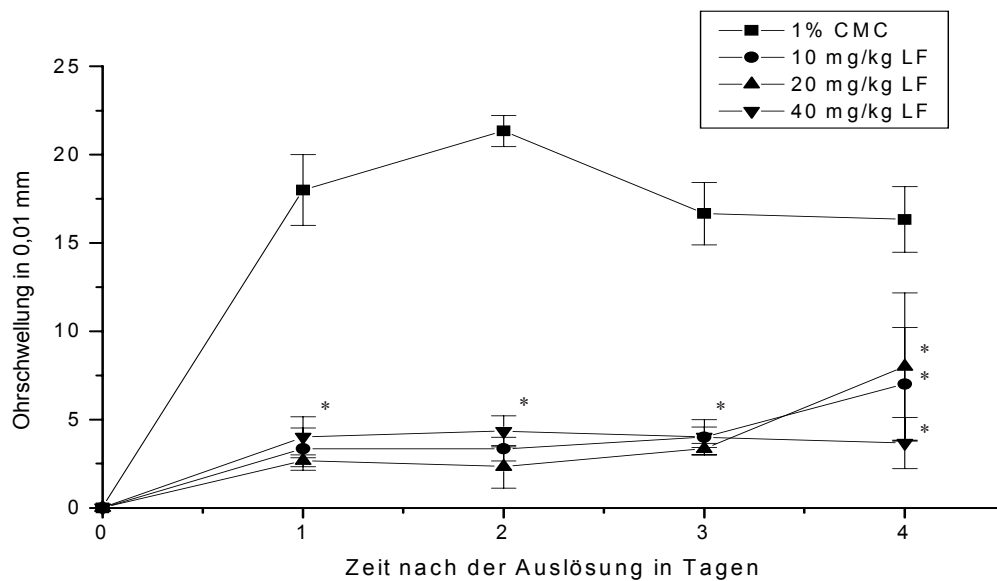 1% CMC
10 mg/kg LF
20 mg/kg LF
40 mg/kg LF
Ohrschwellung in 0,01 mm
25
20
15
10
5
0
* * * *
*
*
0 1 2 3 4
Zeit nach der Auslösung in Tagen